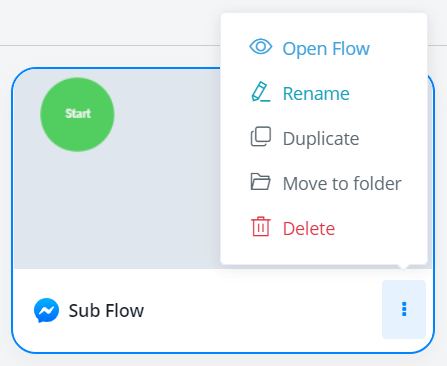 Open Flow
Rename
Start
Duplicate
Move to folder
Delete
Sub Flow